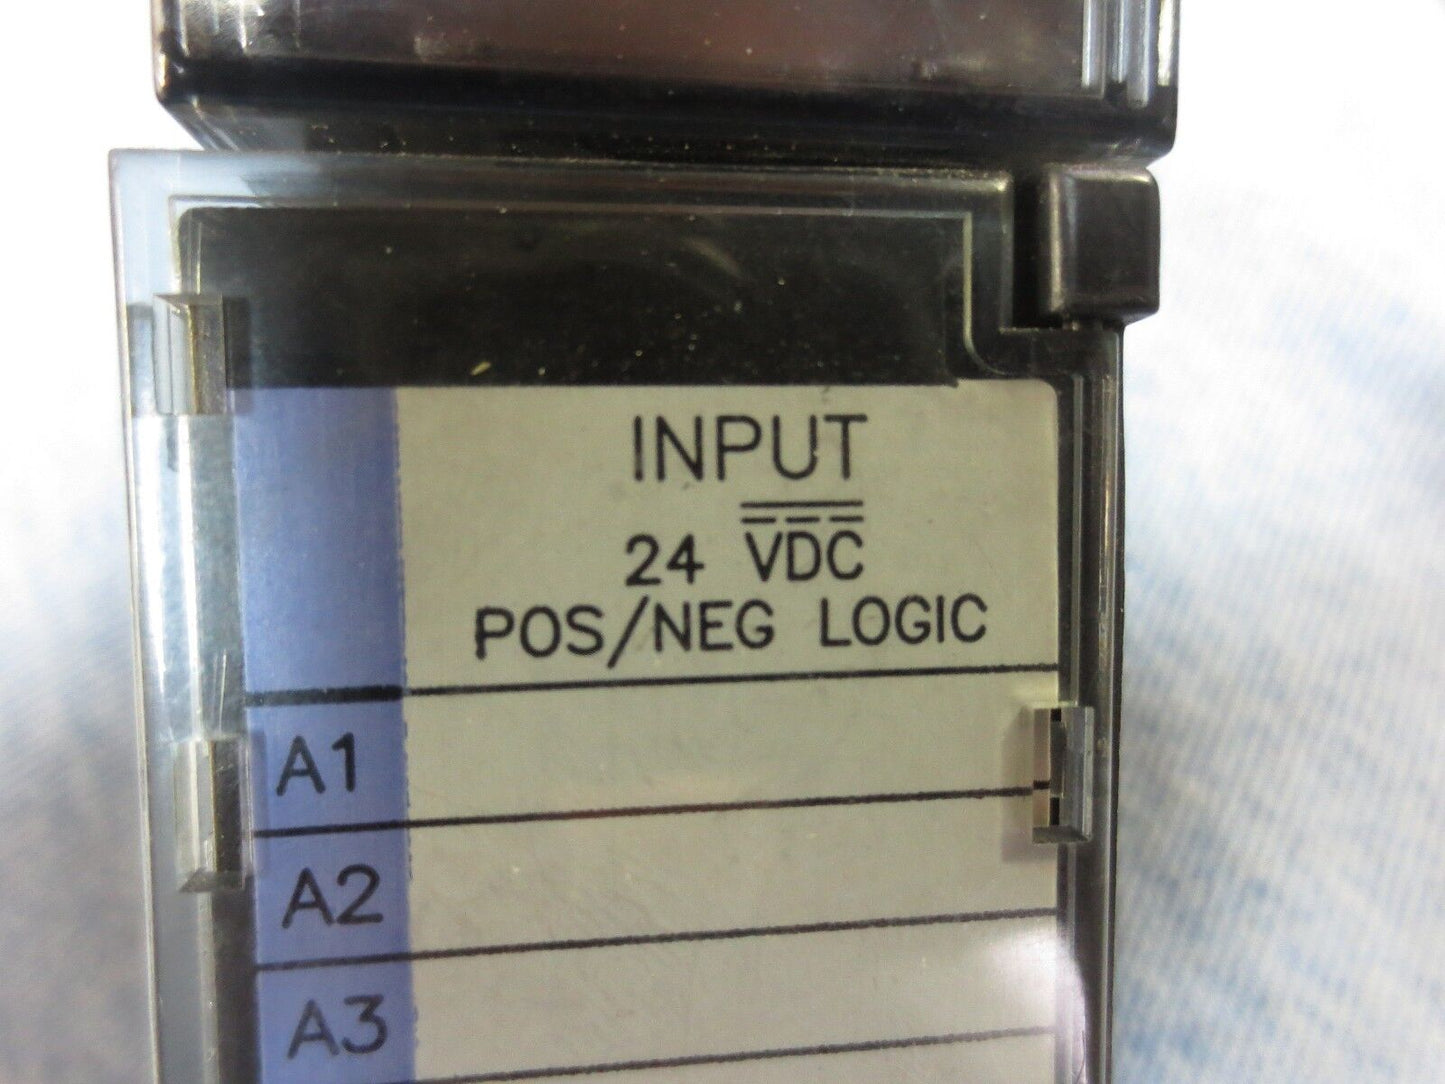 INPUT
24 VDC
POS/NEG LOGIC
A1
A2
A3